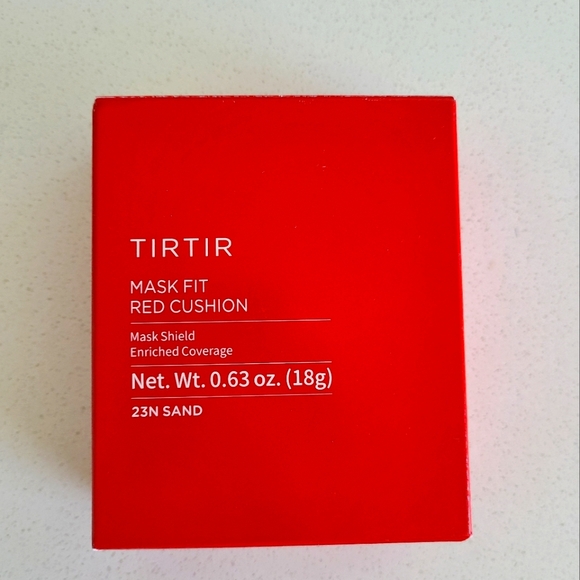 TIRTIR
MASK FIT
RED CUSHION
Mask Shield
Enriched Coverage
Net. Wt. 0.63 oz. (18g)
23N SAND